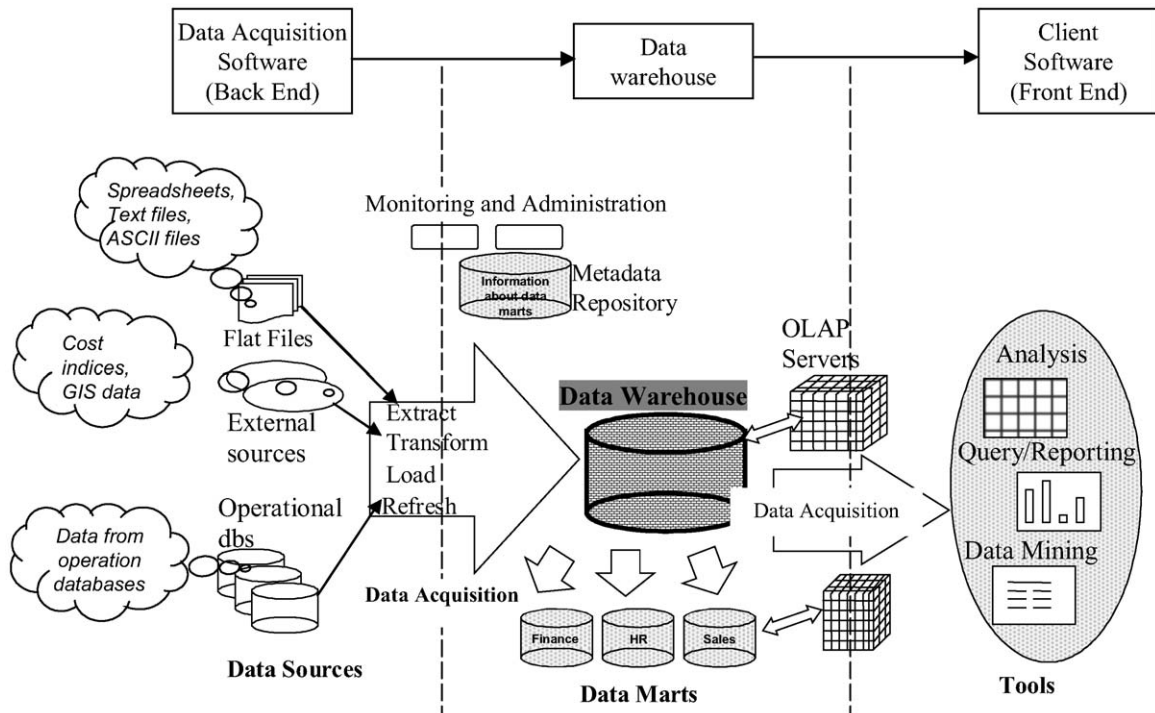 Data Acquisition
Software
(Back End)
Data
warehouse
Client
Software
(Front End)
Spreadsheets,
Text files,
ASCII files
Monitoring and Administration
Information
about data
marts
Metadata
Repository
Flat Files
Cost
indices,
GIS data
External
sources
Extract
Transform
Load
Refresh
Data Warehouse
OLAP
Servers
Analysis
Query/Reporting
Data Mining
Operational
dbs
Data from
operation
databases
Data Acquisition
Data Acquisition
Finance
HR
Sales
Data Sources
Data Marts
Tools